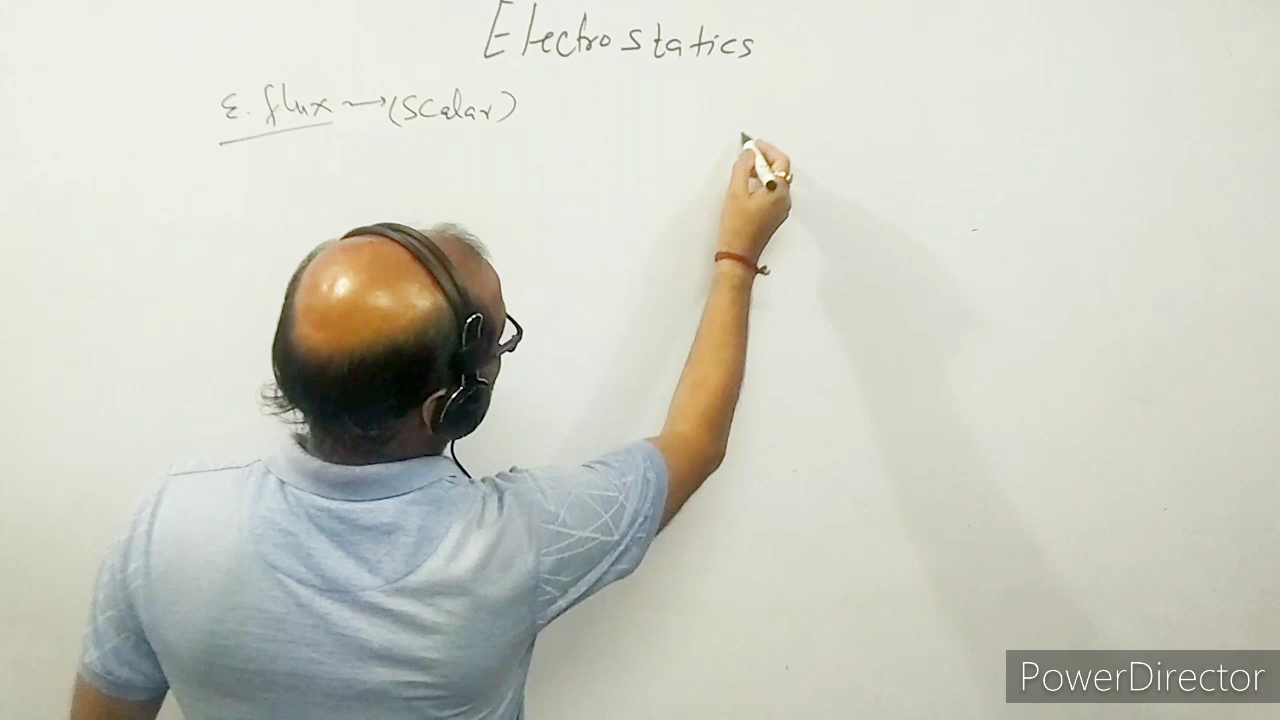 Electrostatics
E. flux → (Scalar)
PowerDirector